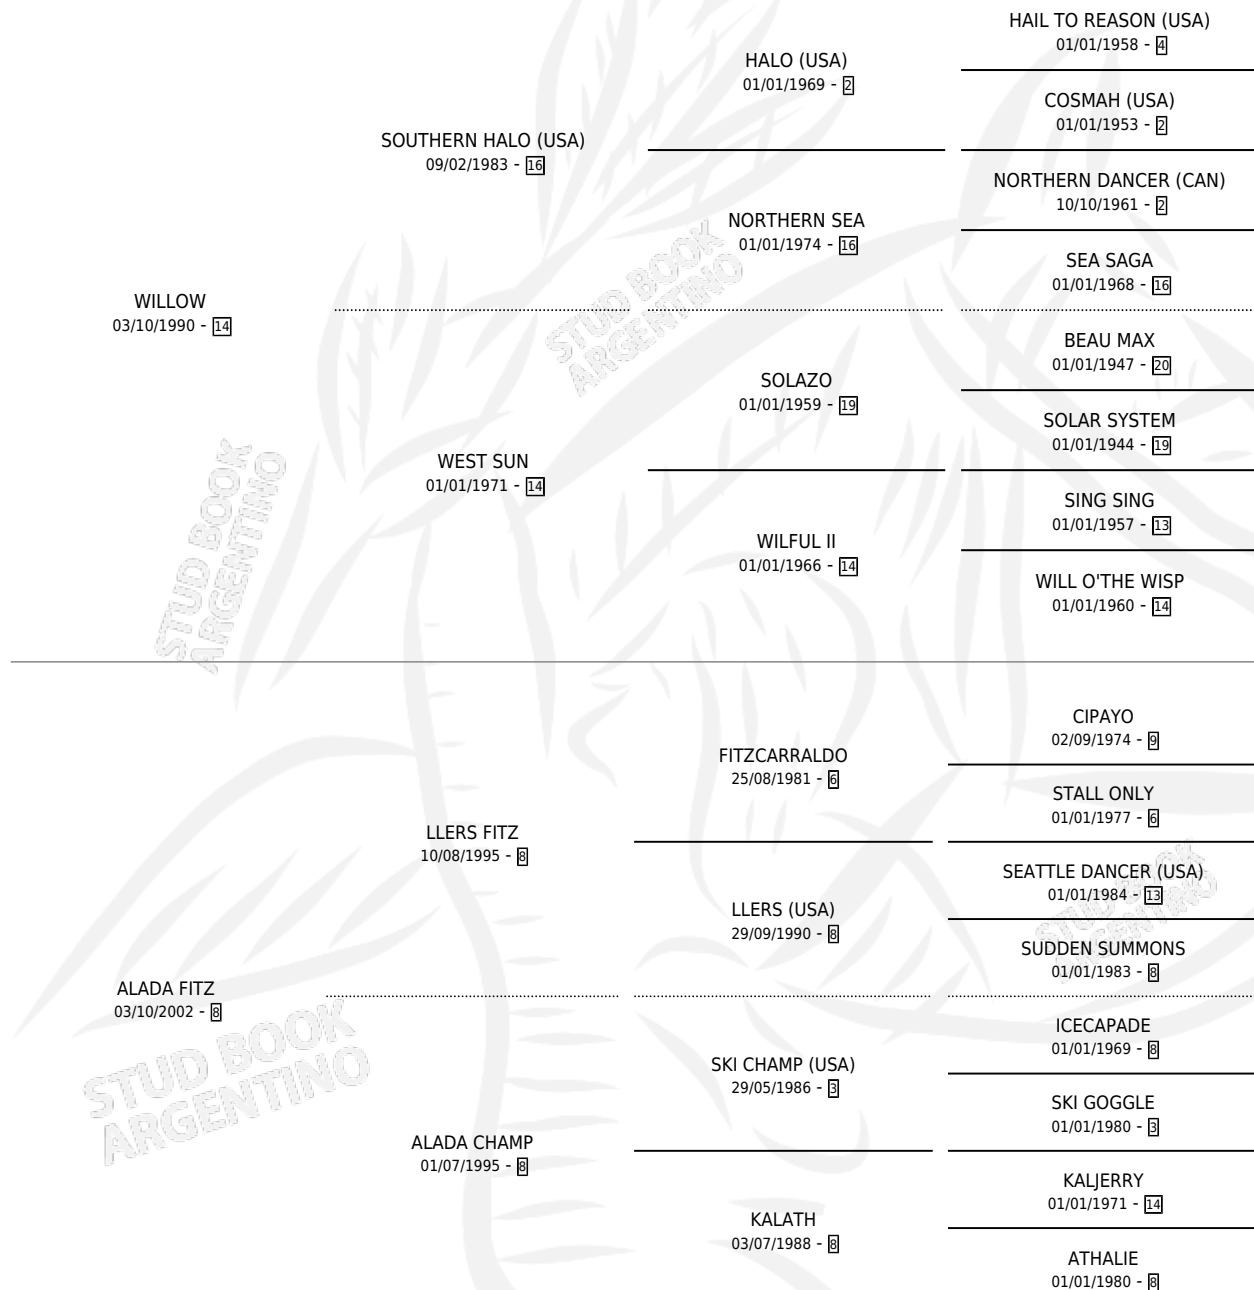 HAIL TO REASON (USA)
01/01/1958 - 4
HALO (USA)
01/01/1969 - 2
COSMAH (USA)
01/01/1953 - 2
SOUTHERN HALO (USA)
09/02/1983 - 16
NORTHERN DANCER (CAN)
10/10/1961 - 2
NORTHERN SEA
01/01/1974 - 16
SEA SAGA
01/01/1968 - 16
WILLOW
03/10/1990 - 14
BEAU MAX
01/01/1947 - 20
SOLAZO
01/01/1959 - 19
SOLAR SYSTEM
01/01/1944 - 19
WEST SUN
01/01/1971 - 14
SING SING
01/01/1957 - 13
WILFUL II
01/01/1966 - 14
WILL O'THE WISP
01/01/1960 - 14
CIPAYO
02/09/1974 - 9
FITZCARRALDO
25/08/1981 - 6
STALL ONLY
01/01/1977 - 6
LLERS FITZ
10/08/1995 - 8
SEATTLE DANCER (USA)
01/01/1984 - 13
LLERS (USA)
29/09/1990 - 8
SUDDEN SUMMONS
01/01/1983 - 8
ALADA FITZ
03/10/2002 - 8
ICECAPADE
01/01/1969 - 8
SKI CHAMP (USA)
29/05/1986 - 3
SKI GOGGLE
01/01/1980 - 3
ALADA CHAMP
01/07/1995 - 8
KALJERRY
01/01/1971 - 14
KALATH
03/07/1988 - 8
ATHALIE
01/01/1980 - 8
STUD BOOK
ARGENTINO
STUD BOOK
ARGENTINO
STUD BOOK
ARGENTINO
STUD BOOK
ARGENTINO